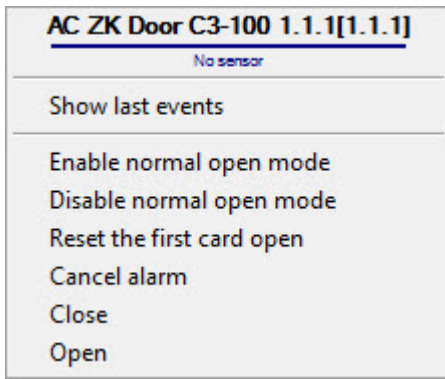 AC ZK Door C3-100 1.1.1[1.1.1]
No sensor
Show last events
Enable normal open mode
Disable normal open mode
Reset the first card open
Cancel alarm
Close
Open